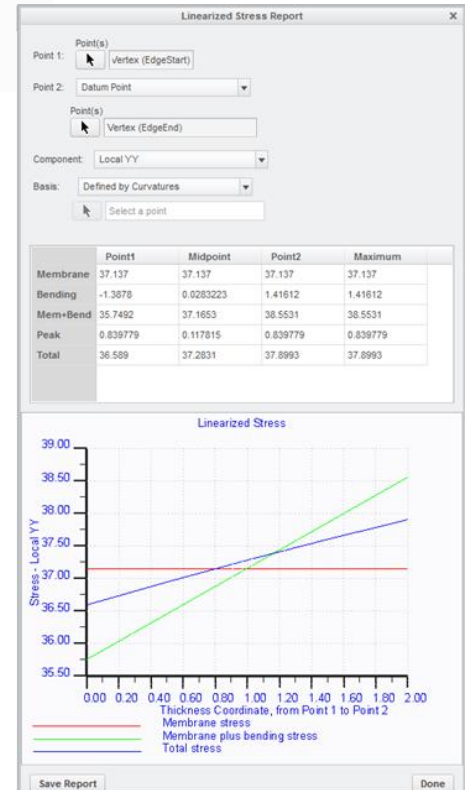 Linearized Stress Report X
Point(s)
Point 1: Vertex (EdgeStart)
Point 2: Datum Point
Point(s)
Vertex (EdgeEnd)
Component: Local YY
Basis: Defined by Curvatures
Select a point
Point1 Midpoint Point2 Maximum
Membrane 37.137 37.137 37.137 37.137
Bending -1.3878 0.0283223 1.41612 1.41612
Mem+Bend 35.7492 37.1653 38.5531 38.5531
Peak 0.839779 0.117815 0.839779 0.839779
Total 36.589 37.2831 37.8993 37.8993
Linearized Stress
39.00
38.50
38.00
37.50
37.00
36.50
36.00
35.50
Stress - Local YY
0.00 0.20 0.40 0.60 0.80 1.00 1.20 1.40 1.60 1.80 2.00
Thickness Coordinate, from Point 1 to Point 2
Membrane stress
Membrane plus bending stress
Total stress
Save Report Done